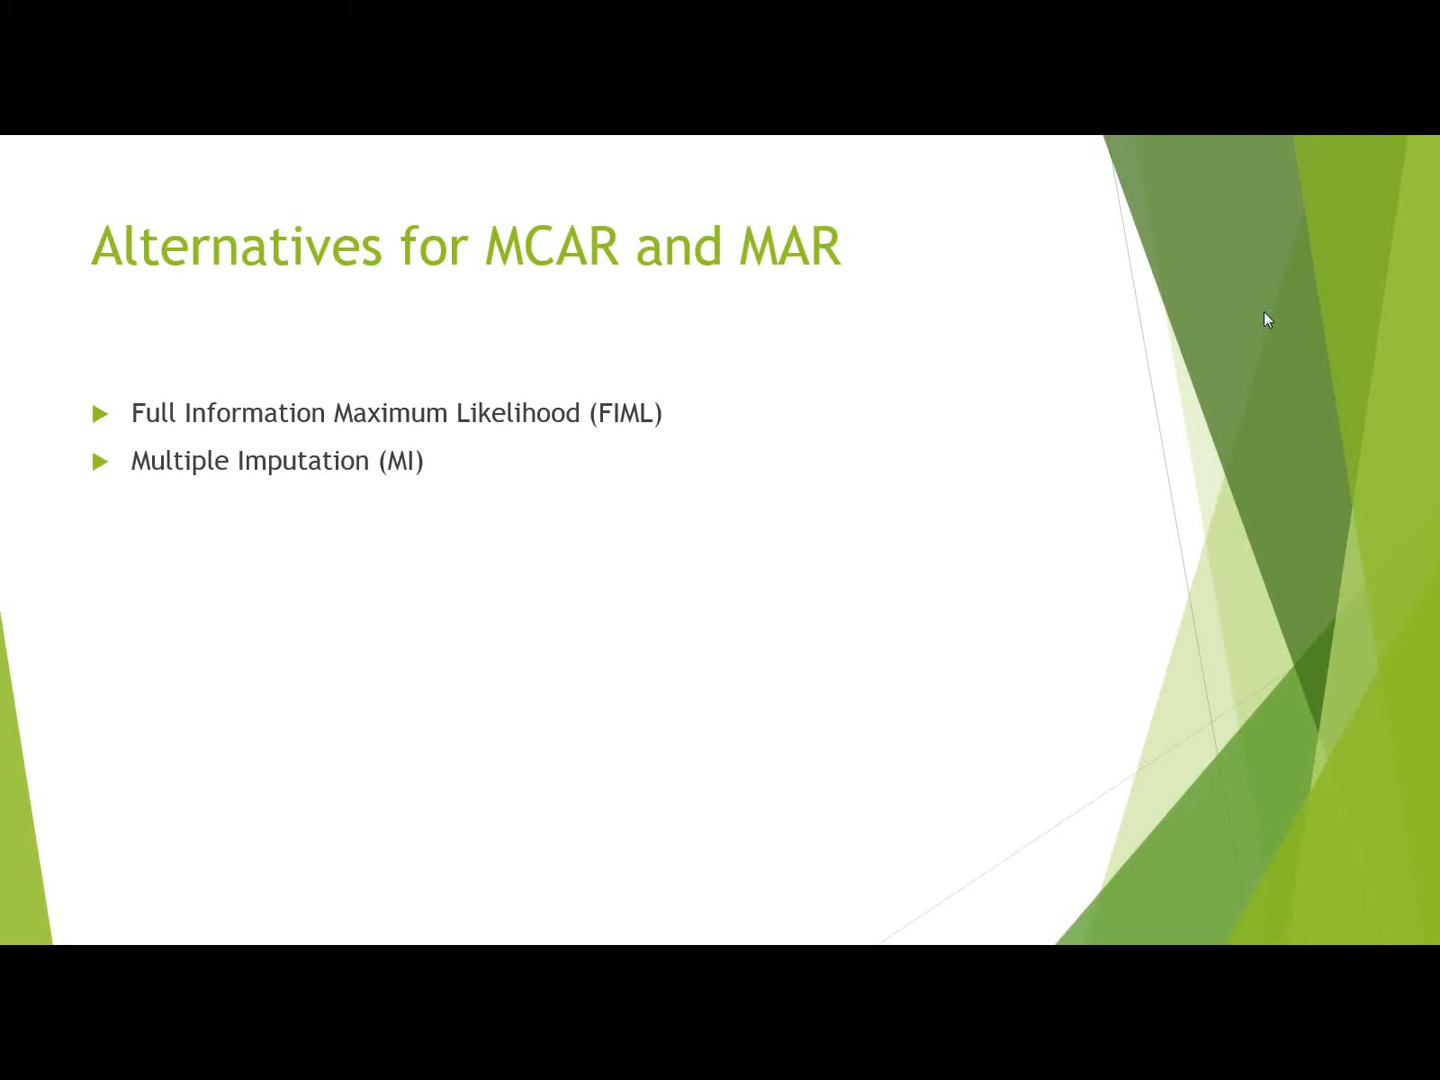 Alternatives for MCAR and MAR
Full Information Maximum Likelihood (FIML)
Multiple Imputation (MI)